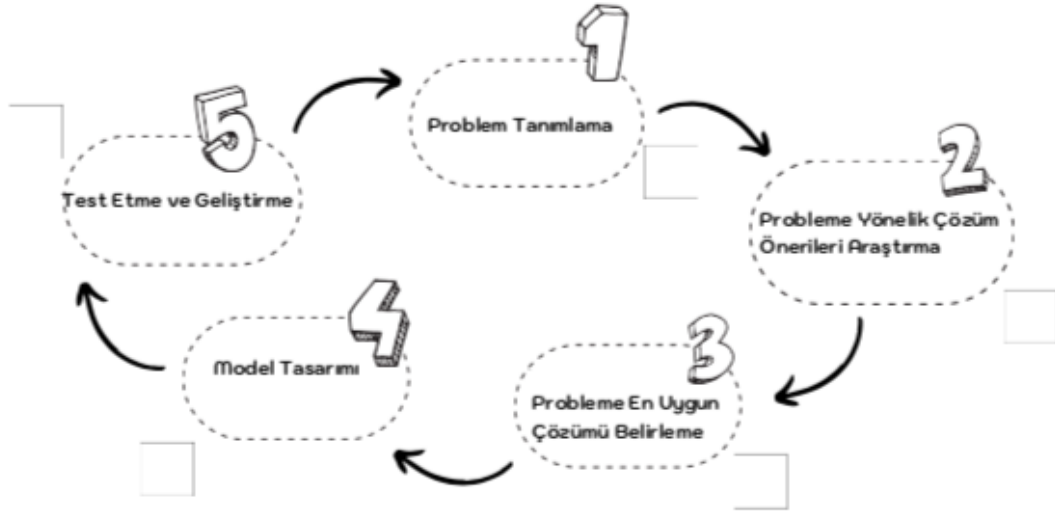 1
Problem Tanımlama
2
Probleme Yönelik Çözüm
Önerileri Araştırma
3
Probleme En Uygun
Çözümü Belirleme
4
Model Tasarımı
5
Test Etme ve Geliştirme